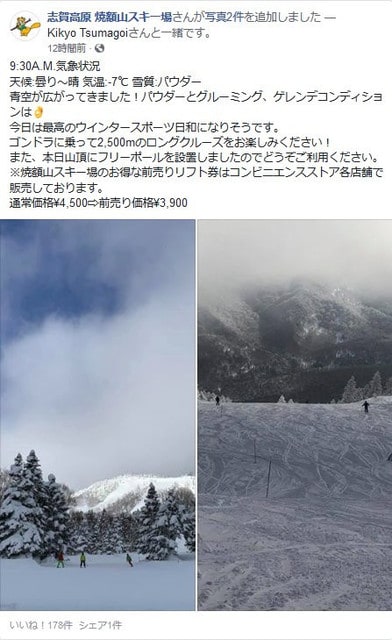 志賀高原 焼額山スキー場さんが写真2件を追加しました —
Kikyo Tsumagoiさんと一緒です。
12時間前 ·
9:30A.M.気象状況
天候:曇り～晴 気温:-7℃ 雪質:パウダー
青空が広がってきました！パウダーとグルーミング、ゲレンデコンディショ
ンは👌
今日は最高のウインタースポーツ日和になりそうです。
ゴンドラに乗って2,500mのロングクルーズをお楽しみください！
また、本日山頂にフリーポールを設置しましたのでどうぞご利用ください。
※焼額山スキー場のお得な前売りリフト券はコンビニエンスストア各店舗で
販売しております。
通常価格¥4,500⇨前売り価格¥3,900
いいね！178件 シェア1件